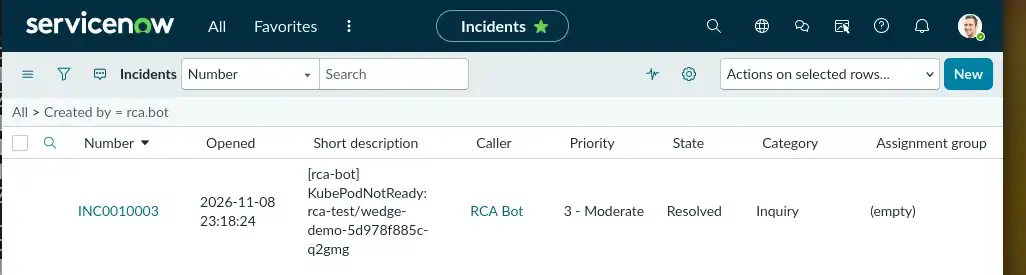 servicenow All Favorites Incidents
Incidents Number Search Actions on selected rows... New
All > Created by = rca.bot
Number Opened Short description Caller Priority State Category Assignment group
[rca-bot]
KubePodNotReady:
rca-test/wedge-
demo-5d978f885c-
q2gmg
INC0010003
2026-11-08
23:18:24
RCA Bot
3 - Moderate
Resolved
Inquiry
(empty)